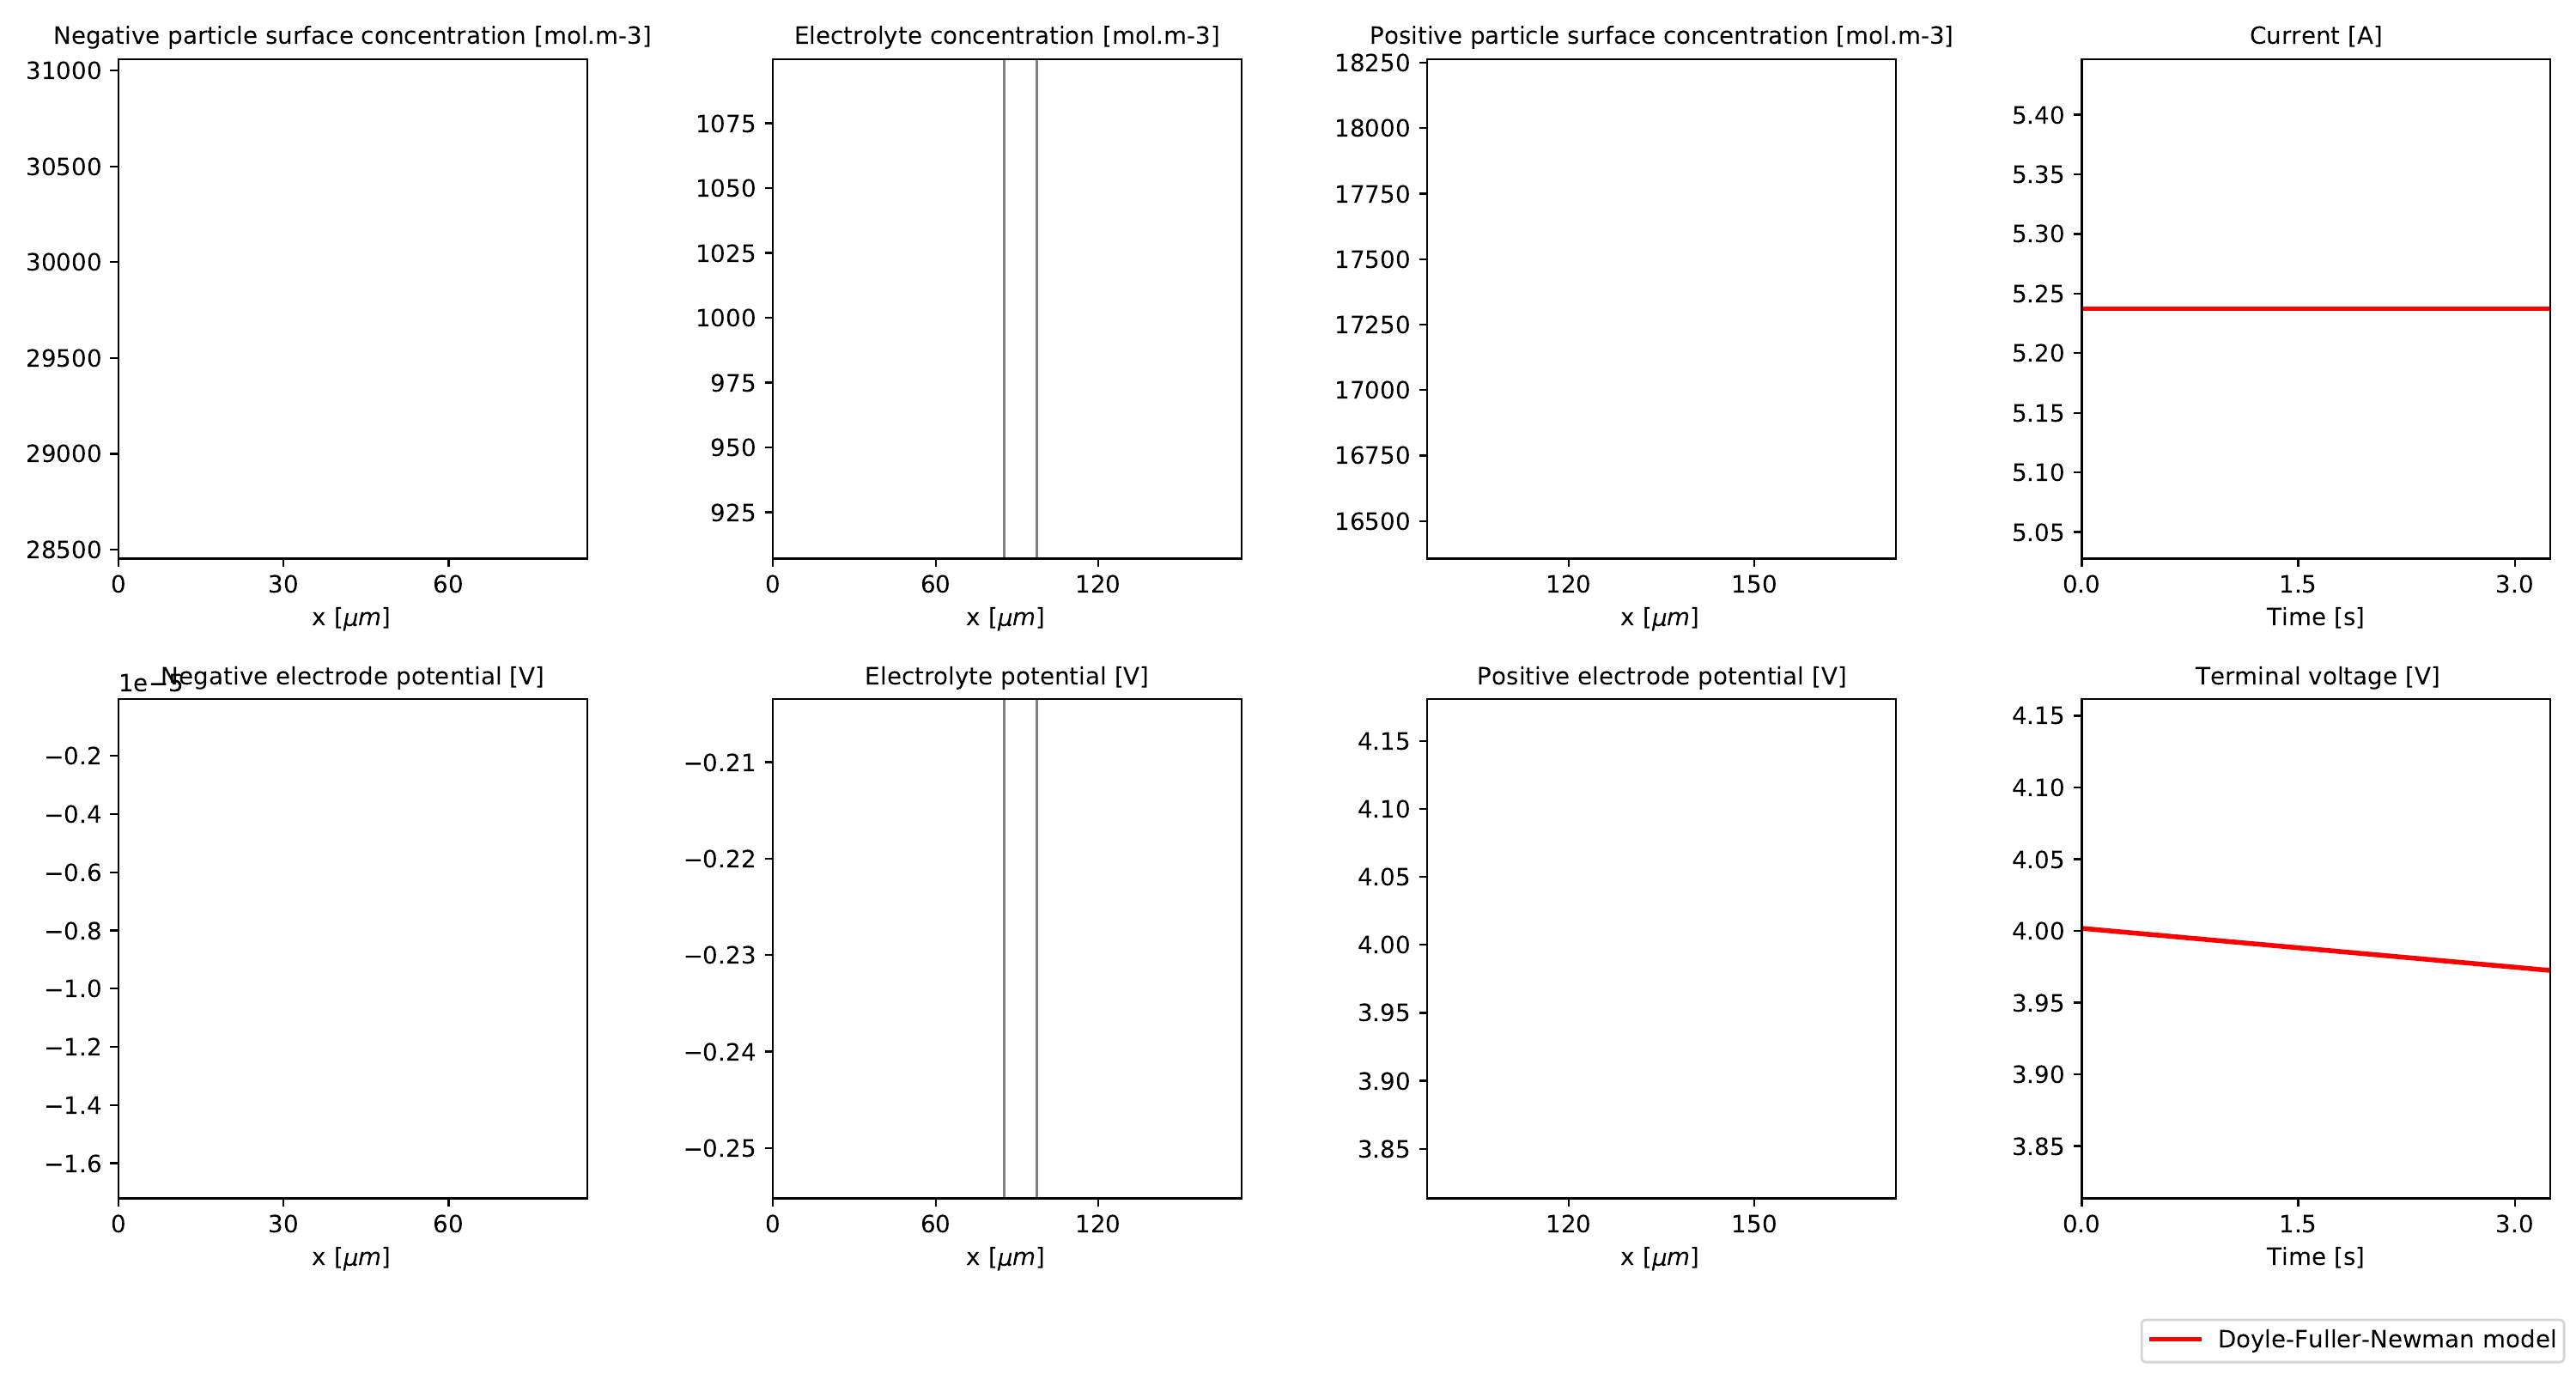 Negative particle surface concentration [mol.m-3]
31000
30500
30000
29500
29000
28500
0 30 60
x [μm]
Electrolyte concentration [mol.m-3]
1075
1050
1025
1000
975
950
925
0 60 120
x [μm]
Positive particle surface concentration [mol.m-3]
18250
18000
17750
17500
17250
17000
16750
16500
120 150
x [μm]
Current [A]
5.40
5.35
5.30
5.25
5.20
5.15
5.10
5.05
0.0 1.5 3.0
Time [s]
Negative electrode potential [V]
1e−5
−0.2
−0.4
−0.6
−0.8
−1.0
−1.2
−1.4
−1.6
0 30 60
x [μm]
Electrolyte potential [V]
−0.21
−0.22
−0.23
−0.24
−0.25
0 60 120
x [μm]
Positive electrode potential [V]
4.15
4.10
4.05
4.00
3.95
3.90
3.85
120 150
x [μm]
Terminal voltage [V]
4.15
4.10
4.05
4.00
3.95
3.90
3.85
0.0 1.5 3.0
Time [s]
Doyle-Fuller-Newman model